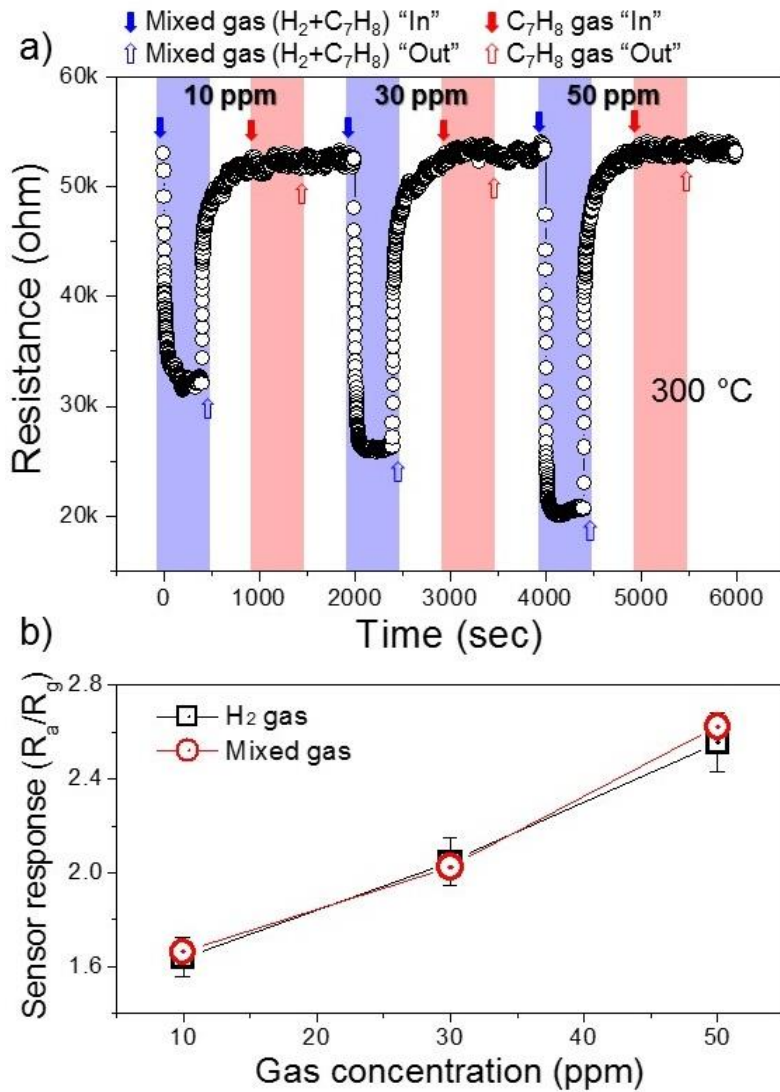 a)
Mixed gas (H₂+C₇H₈) “In” C₇H₈ gas “In”
Mixed gas (H₂+C₇H₈) “Out” C₇H₈ gas “Out”
60k
50k
40k
30k
20k
Resistance (ohm)
10 ppm 30 ppm 50 ppm
300 °C
0 1000 2000 3000 4000 5000 6000
Time (sec)
b)
2.8
2.4
2.0
1.6
Sensor response (Rₐ/R_g)
H₂ gas
Mixed gas
10 20 30 40 50
Gas concentration (ppm)